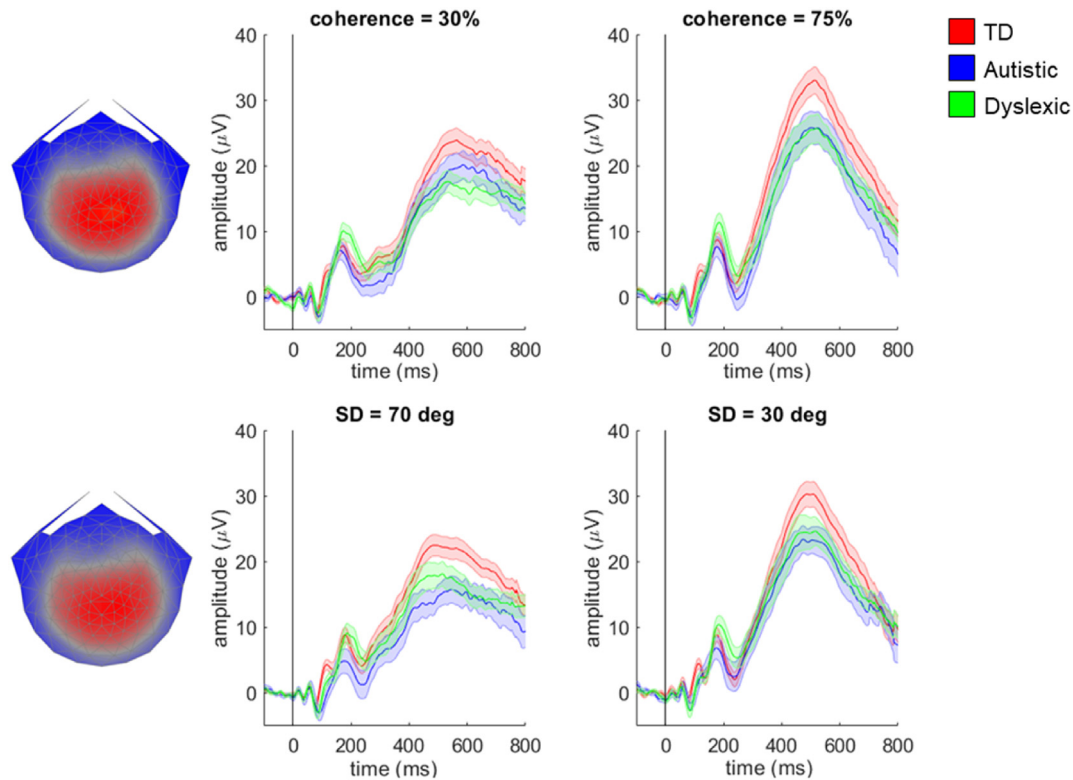 coherence = 30%
coherence = 75%
TD
Autistic
Dyslexic
40
30
20
10
0
amplitude (μV)
0 200 400 600 800
time (ms)
40
30
20
10
0
amplitude (μV)
0 200 400 600 800
time (ms)
SD = 70 deg
SD = 30 deg
40
30
20
10
0
amplitude (μV)
0 200 400 600 800
time (ms)
40
30
20
10
0
amplitude (μV)
0 200 400 600 800
time (ms)